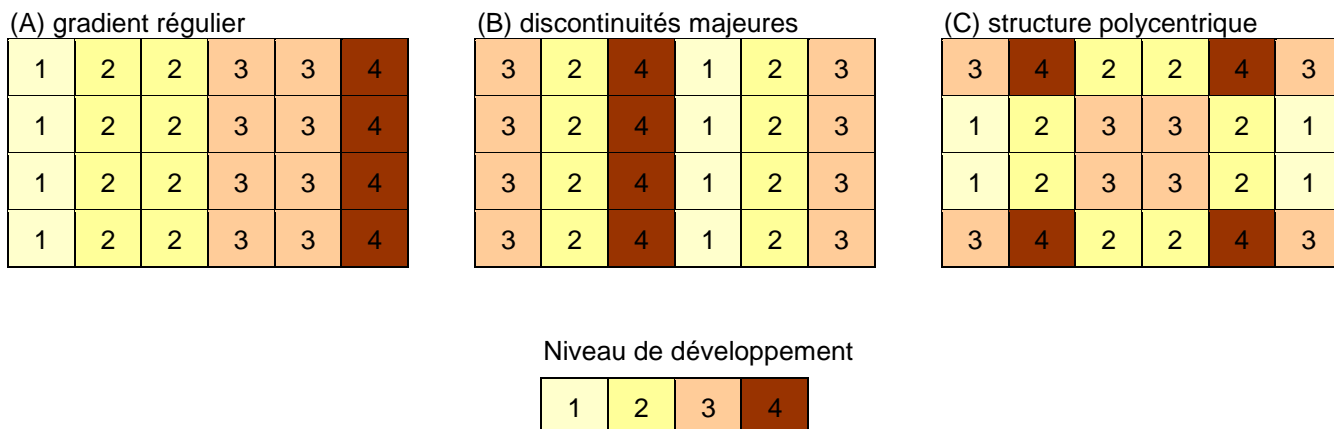 (A) gradient régulier (B) discontinuités majeures (C) structure polycentrique
1 2 2 3 3 4 3 2 4 1 2 3 3 4 2 2 4 3
1 2 2 3 3 4 3 2 4 1 2 3 1 2 3 3 2 1
1 2 2 3 3 4 3 2 4 1 2 3 1 2 3 3 2 1
1 2 2 3 3 4 3 2 4 1 2 3 3 4 2 2 4 3
Niveau de développement
1 2 3 4